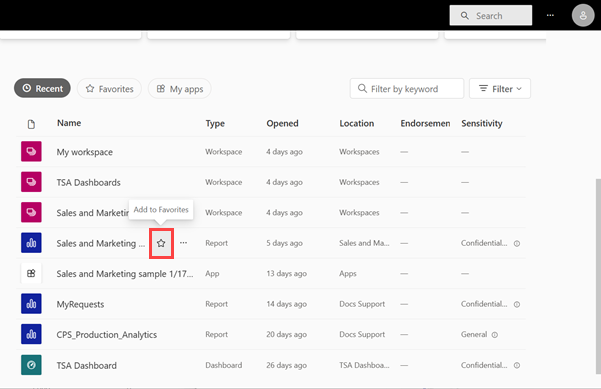 Search ...
Recent Favorites My apps Filter by keyword Filter
Name Type Opened Location Endorsemen Sensitivity
My workspace Workspace 4 days ago Workspaces —
TSA Dashboards Workspace 4 days ago Workspaces —
Add to Favorites
Sales and Marketing Workspace 4 days ago Workspaces —
Sales and Marketing ... ... Report 5 days ago Sales and Ma... — Confidential...
Sales and Marketing sample 1/17... App 13 days ago Apps —
MyRequests Report 14 days ago Docs Support — Confidential...
CPS_Production_Analytics Report 20 days ago Docs Support — General
TSA Dashboard Dashboard 26 days ago TSA Dashboa... — Confidential...